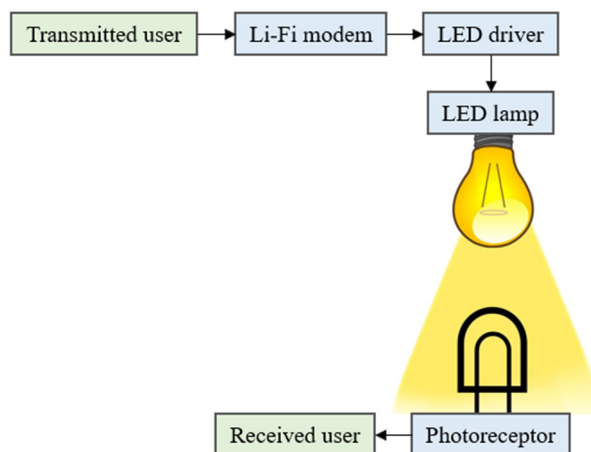 Transmitted user
Li-Fi modem
LED driver
LED lamp
Received user
Photoreceptor